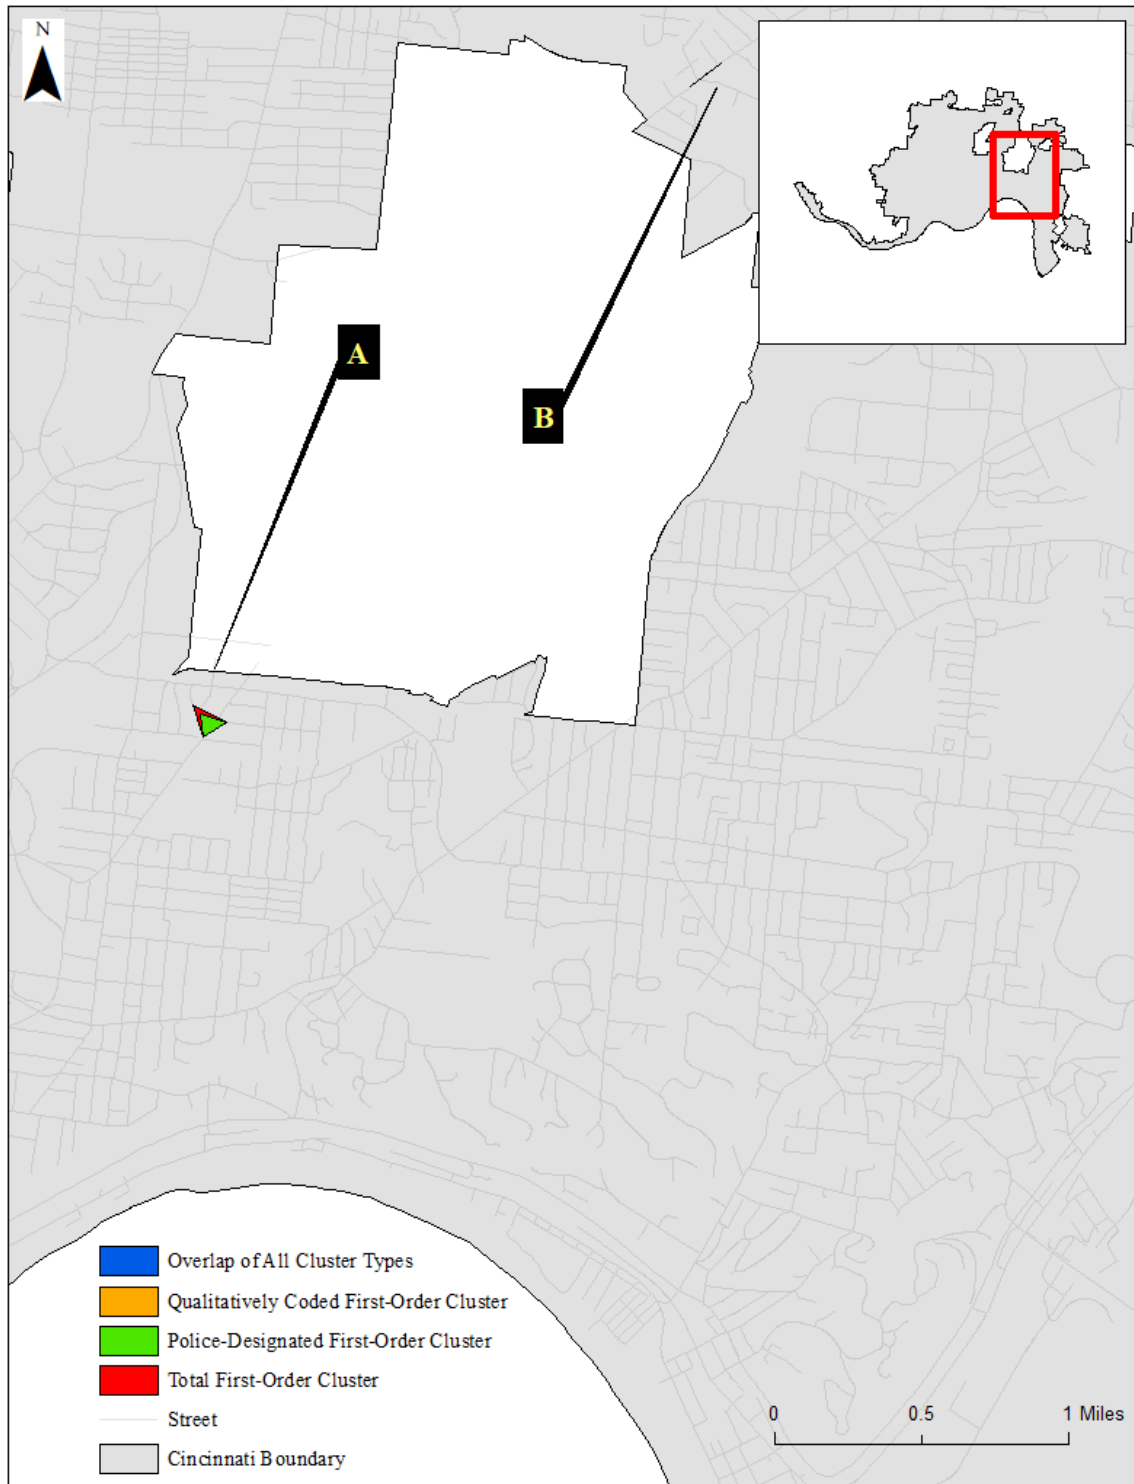 N
A
B
Overlap of All Cluster Types
Qualitatively Coded First-Order Cluster
Police-Designated First-Order Cluster
Total First-Order Cluster
Street
Cincinnati Boundary
0 0.5 1 Miles